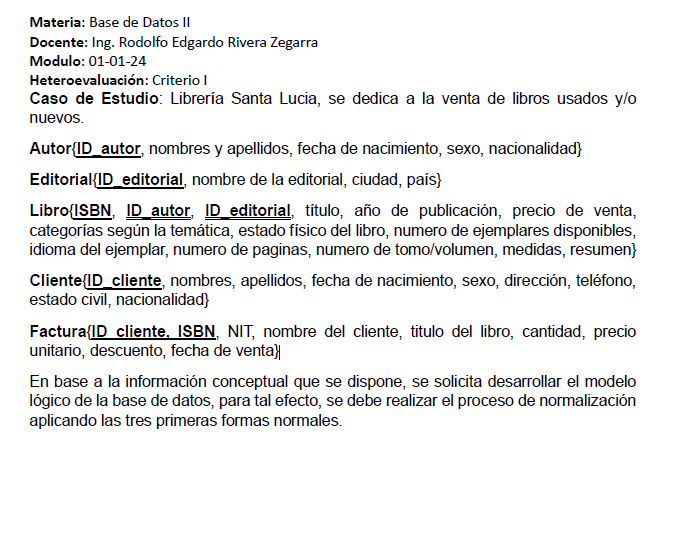 Materia: Base de Datos II
Docente: Ing. Rodolfo Edgardo Rivera Zegarra
Modulo: 01-01-24
Heteroevaluación: Criterio I
Caso de Estudio: Librería Santa Lucia, se dedica a la venta de libros usados y/o
nuevos.
Autor{ID_autor, nombres y apellidos, fecha de nacimiento, sexo, nacionalidad}
Editorial{ID_editorial, nombre de la editorial, ciudad, país}
Libro{ISBN, ID_autor, ID_editorial, título, año de publicación, precio de venta,
categorías según la temática, estado físico del libro, numero de ejemplares disponibles,
idioma del ejemplar, numero de paginas, numero de tomo/volumen, medidas, resumen}
Cliente{ID_cliente, nombres, apellidos, fecha de nacimiento, sexo, dirección, teléfono,
estado civil, nacionalidad}
Factura{ID_cliente, ISBN, NIT, nombre del cliente, titulo del libro, cantidad, precio
unitario, descuento, fecha de venta}
En base a la información conceptual que se dispone, se solicita desarrollar el modelo
lógico de la base de datos, para tal efecto, se debe realizar el proceso de normalización
aplicando las tres primeras formas normales.